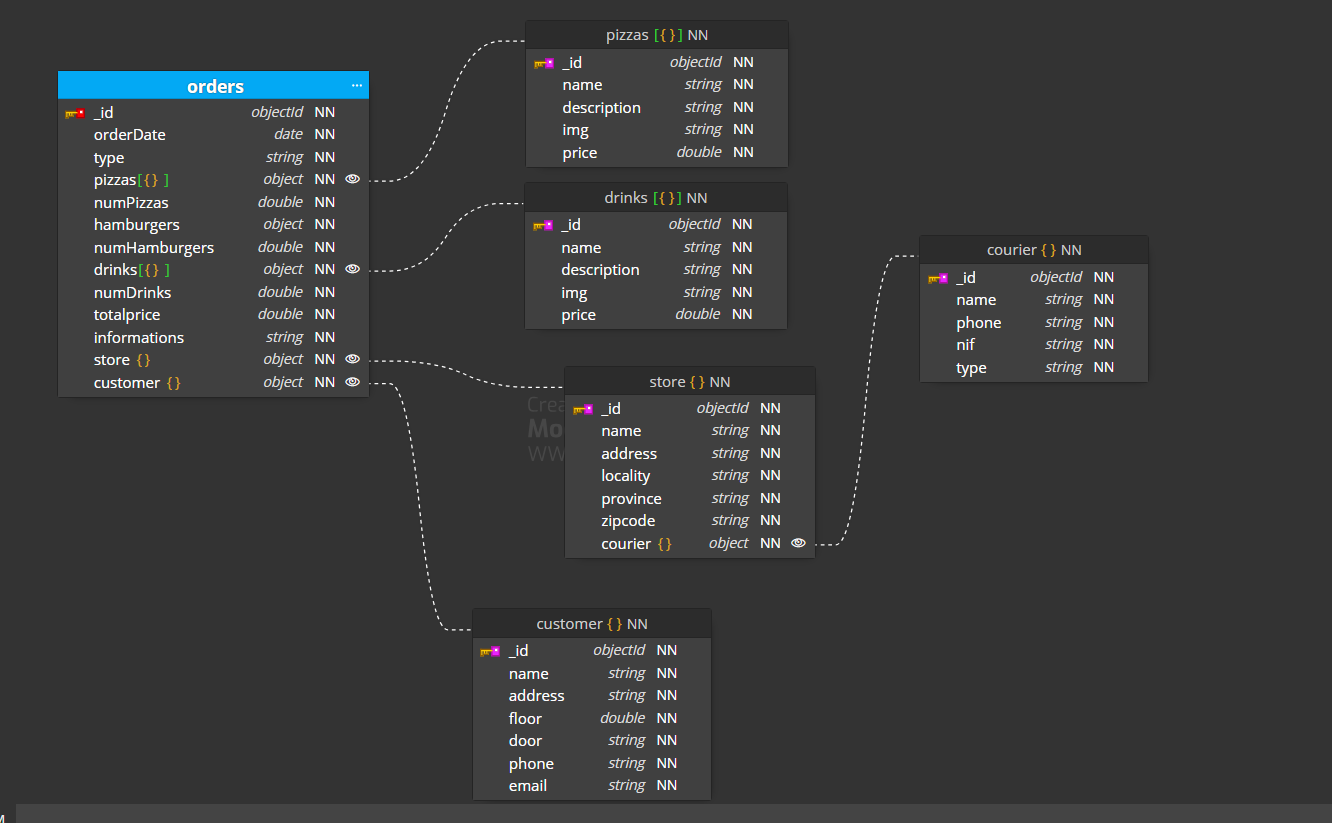 orders ...
_id objectId NN
orderDate date NN
type string NN
pizzas[{} ] object NN
numPizzas double NN
hamburgers object NN
numHamburgers double NN
drinks[{} ] object NN
numDrinks double NN
totalprice double NN
informations string NN
store {} object NN
customer {} object NN
pizzas [{}] NN
_id objectId NN
name string NN
description string NN
img string NN
price double NN
drinks [{}] NN
_id objectId NN
name string NN
description string NN
img string NN
price double NN
courier {} NN
_id objectId NN
name string NN
phone string NN
nif string NN
type string NN
store {} NN
_id objectId NN
name string NN
address string NN
locality string NN
province string NN
zipcode string NN
courier {} object NN
customer {} NN
_id objectId NN
name string NN
address string NN
floor double NN
door string NN
phone string NN
email string NN